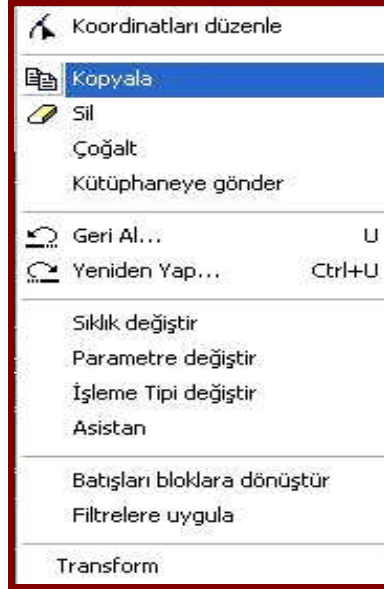 Koordinatları düzenle
Kopyala
Sil
Çoğalt
Kütüphaneye gönder
Geri Al... U
Yeniden Yap... Ctrl+U
Sıklık değiştir
Parametre değiştir
İşleme Tipi değiştir
Asistan
Batışları bloklara dönüştür
Filtrelere uygula
Transform